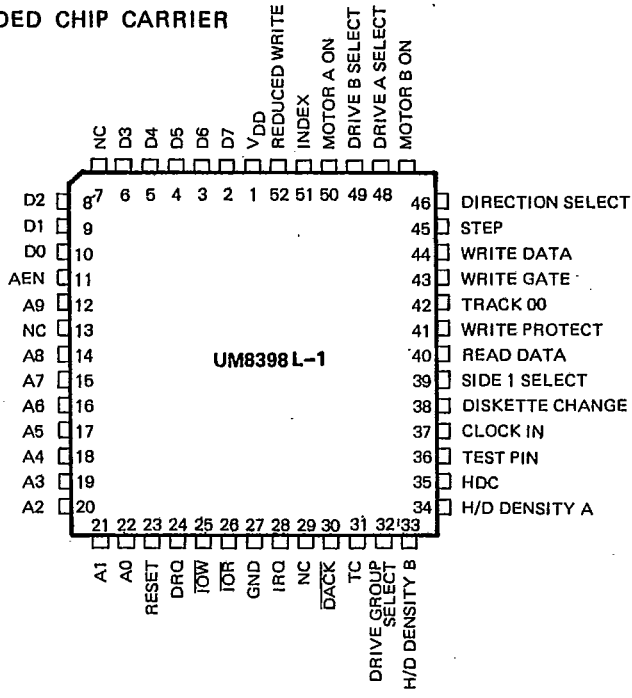 DED CHIP CARRIER
NC
D3
D4
D5
D6
D7
VDD
REDUCED WRITE
INDEX
MOTOR A ON
DRIVE B SELECT
DRIVE A SELECT
MOTOR B ON
7 6 5 4 3 2 1 52 51 50 49 48
D2 8
D1 9
D0 10
AEN 11
A9 12
NC 13
A8 14
A7 15
A6 16
A5 17
A4 18
A3 19
A2 20
UM8398L-1
46 DIRECTION SELECT
45 STEP
44 WRITE DATA
43 WRITE GATE
42 TRACK 00
41 WRITE PROTECT
40 READ DATA
39 SIDE 1 SELECT
38 DISKETTE CHANGE
37 CLOCK IN
36 TEST PIN
35 HDC
34 H/D DENSITY A
21 22 23 24 25 26 27 28 29 30 31 32 33
A1
A0
RESET
DRQ
IOW
IOR
GND
IRQ
NC
DACK
TC
DRIVE GROUP
SELECT
H/D DENSITY B